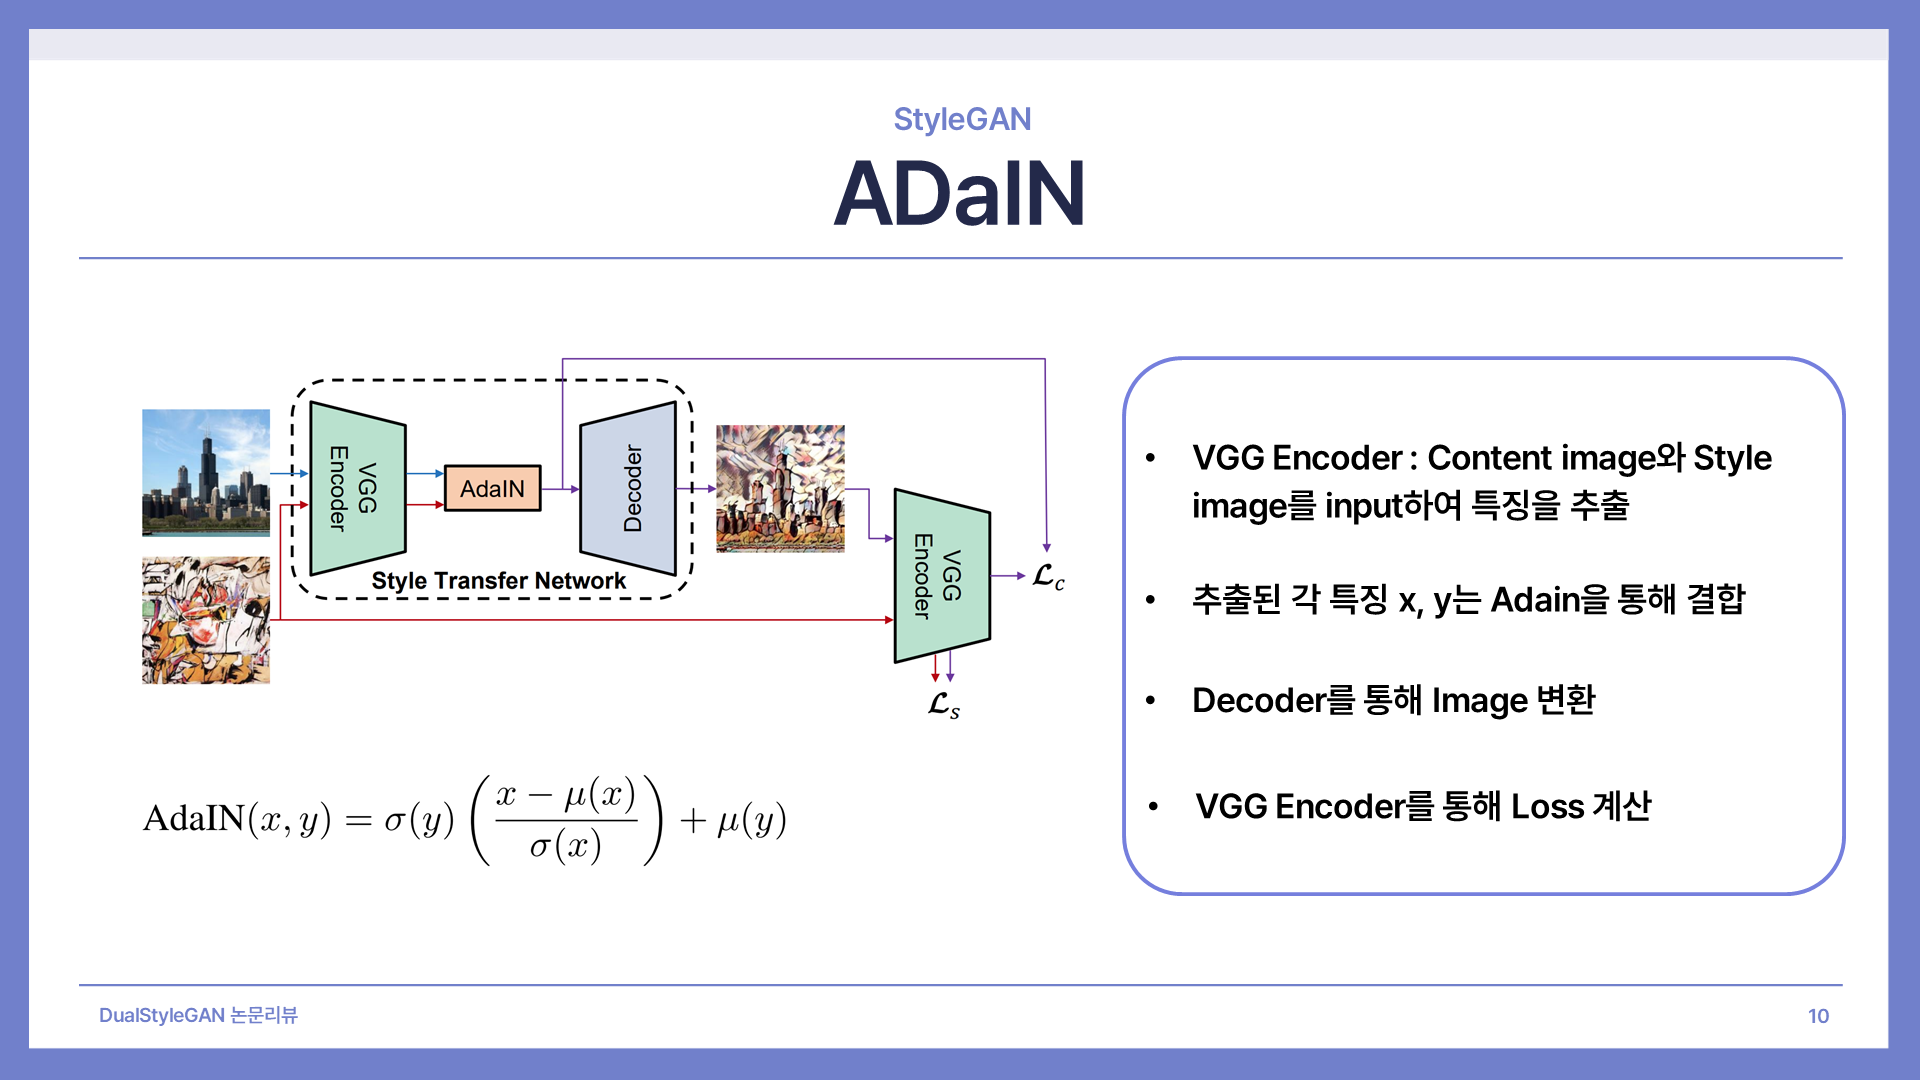 StyleGAN
ADaIN
VGG
Encoder
AdaIN
Decoder
Style Transfer Network
VGG
Encoder
ℒc
ℒs
AdaIN(x, y) = σ(y) ( (x − μ(x)) / σ(x) ) + μ(y)
• VGG Encoder : Content image와 Style
image를 input하여 특징을 추출
• 추출된 각 특징 x, y는 Adain을 통해 결합
• Decoder를 통해 Image 변환
• VGG Encoder를 통해 Loss 계산
DualStyleGAN 논문리뷰
10